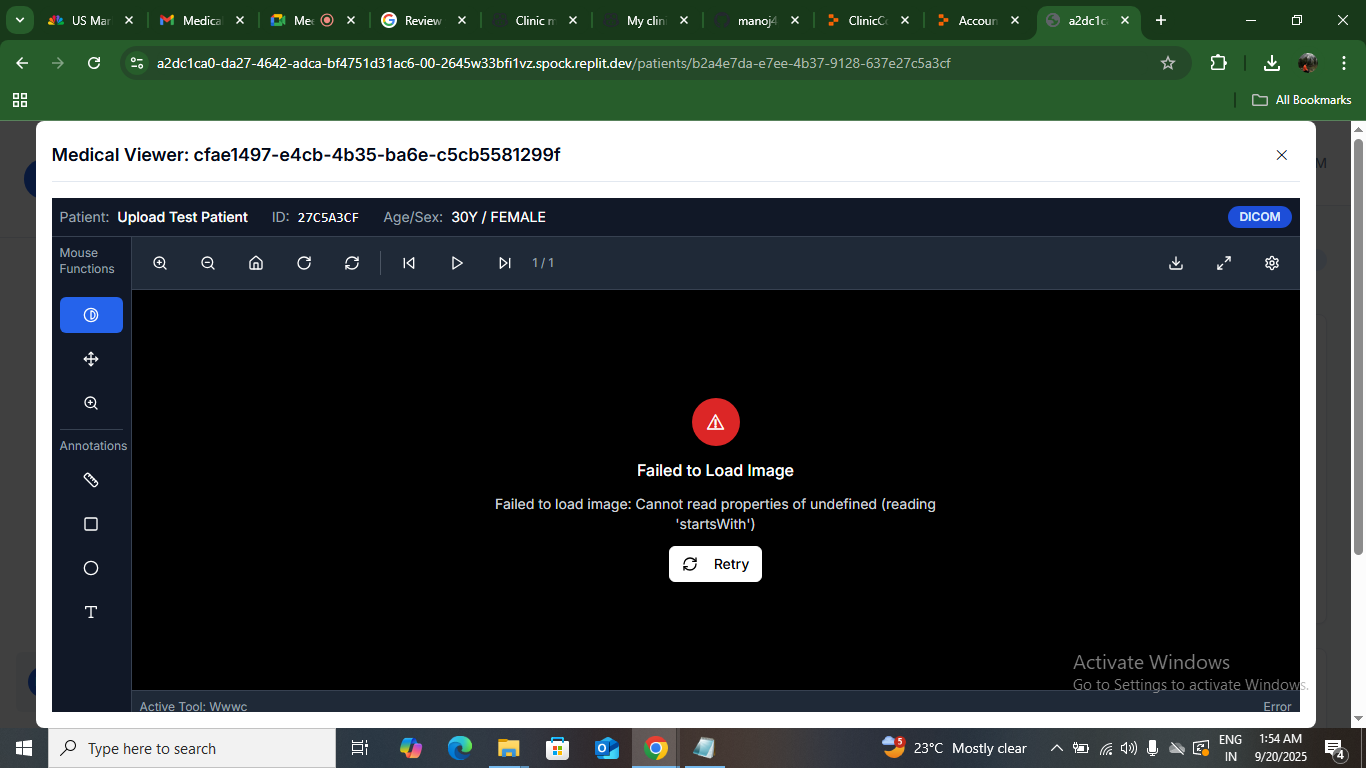 US Mar
Medical
Mee
Review
Clinic m
My clini
manoj4
ClinicCo
Accoun
a2dc1c
a2dc1ca0-da27-4642-adca-bf4751d31ac6-00-2645w33bfi1vz.spock.replit.dev/patients/b2a4e7da-e7ee-4b37-9128-637e27c5a3cf
All Bookmarks
Medical Viewer: cfae1497-e4cb-4b35-ba6e-c5cb5581299f
M
Patient: Upload Test Patient ID: 27C5A3CF Age/Sex: 30Y / FEMALE
DICOM
Mouse
Functions
1 / 1
Annotations
T
Failed to Load Image
Failed to load image: Cannot read properties of undefined (reading
'startsWith')
Retry
Activate Windows
Go to Settings to activate Windows.
Active Tool: Wwwc
Error
Type here to search
5
23°C Mostly clear
ENG
IN
1:54 AM
9/20/2025
4